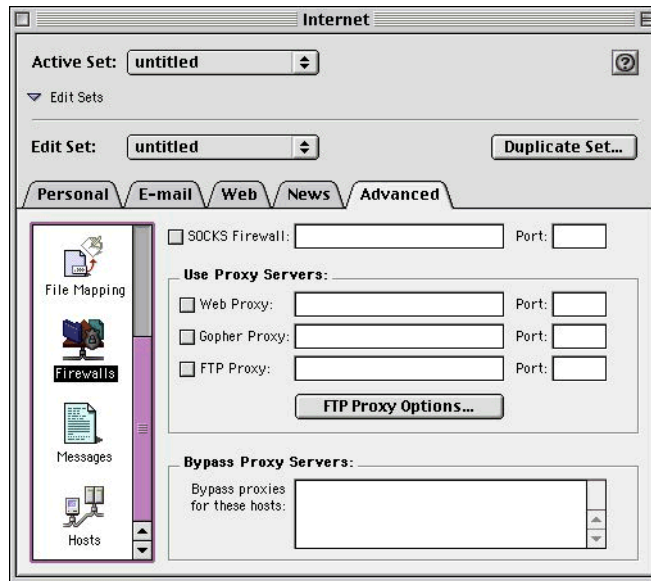 Internet
Active Set: untitled
Edit Sets
Edit Set: untitled Duplicate Set...
Personal E-mail Web News Advanced
File Mapping
Firewalls
Messages
Hosts
SOCKS Firewall: Port:
Use Proxy Servers:
Web Proxy: Port:
Gopher Proxy: Port:
FTP Proxy: Port:
FTP Proxy Options...
Bypass Proxy Servers:
Bypass proxies
for these hosts: